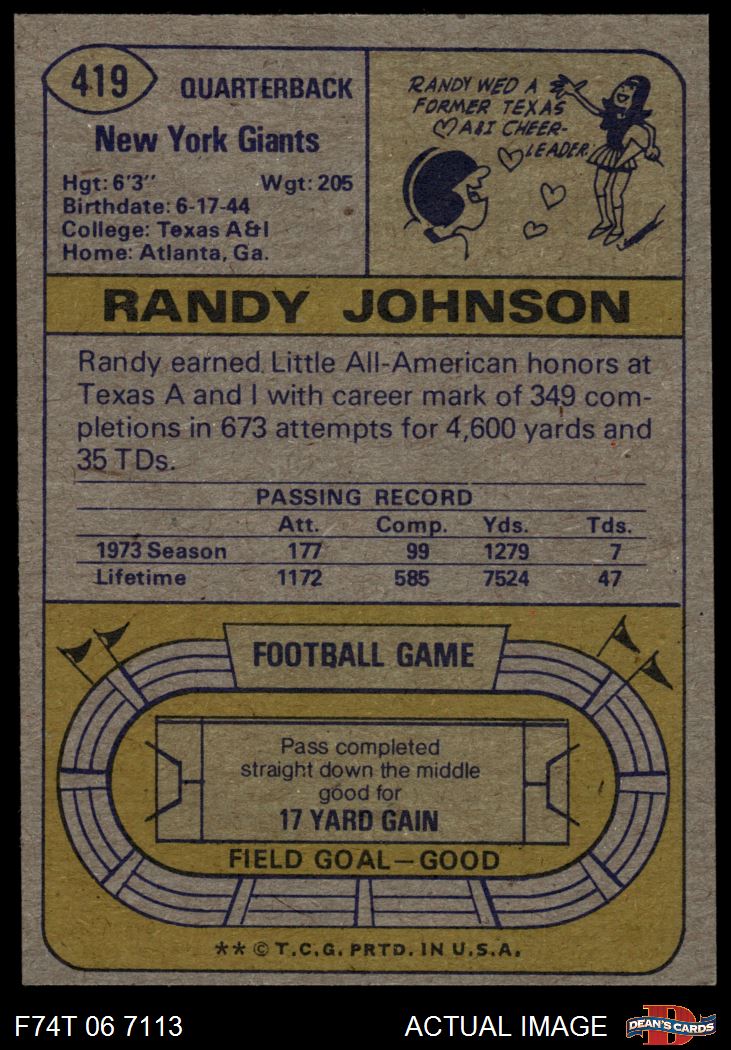 419
QUARTERBACK
New York Giants
Hgt: 6'3" Wgt: 205
Birthdate: 6-17-44
College: Texas A&I
Home: Atlanta, Ga.
RANDY WED A
FORMER TEXAS
A&I CHEER-
LEADER
RANDY JOHNSON
Randy earned Little All-American honors at
Texas A and I with career mark of 349 com-
pletions in 673 attempts for 4,600 yards and
35 TDs.
PASSING RECORD
Att. Comp. Yds. Tds.
1973 Season 177 99 1279 7
Lifetime 1172 585 7524 47
FOOTBALL GAME
Pass completed
straight down the middle
good for
17 YARD GAIN
FIELD GOAL—GOOD
** © T.C.G. PRTD. IN U.S.A.
F74T 06 7113 ACTUAL IMAGE
D
DEAN'S CARDS